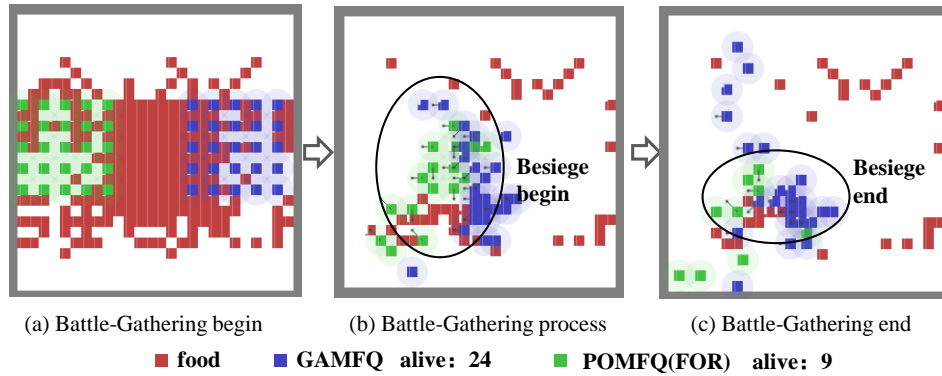 Besiege
begin
Besiege
end
(a) Battle-Gathering begin
(b) Battle-Gathering process
(c) Battle-Gathering end
food
GAMFQ alive: 24
POMFQ(FOR) alive: 9